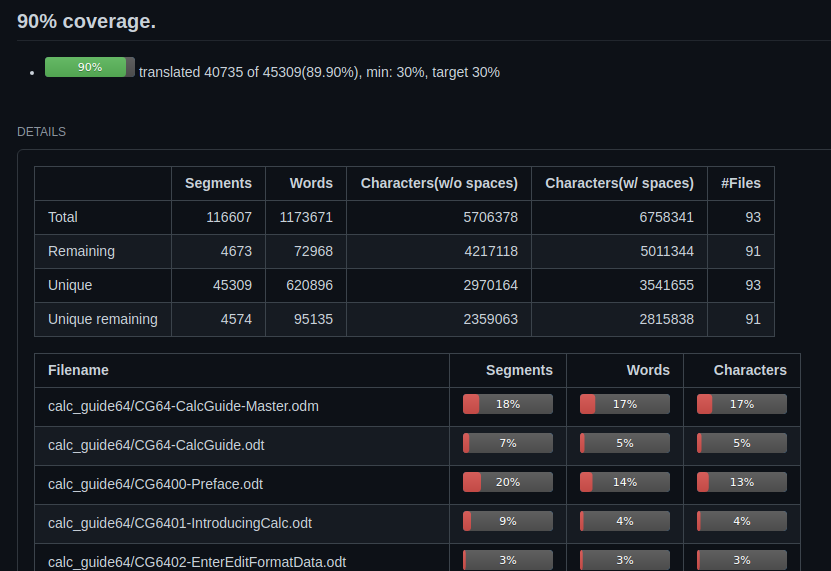 90% coverage.
90% translated 40735 of 45309(89.90%), min: 30%, target 30%
DETAILS
Segments Words Characters(w/o spaces) Characters(w/ spaces) #Files
Total 116607 1173671 5706378 6758341 93
Remaining 4673 72968 4217118 5011344 91
Unique 45309 620896 2970164 3541655 93
Unique remaining 4574 95135 2359063 2815838 91
Filename Segments Words Characters
calc_guide64/CG64-CalcGuide-Master.odm 18% 17% 17%
calc_guide64/CG64-CalcGuide.odt 7% 5% 5%
calc_guide64/CG6400-Preface.odt 20% 14% 13%
calc_guide64/CG6401-IntroducingCalc.odt 9% 4% 4%
calc_guide64/CG6402-EnterEditFormatData.odt 3% 3% 3%